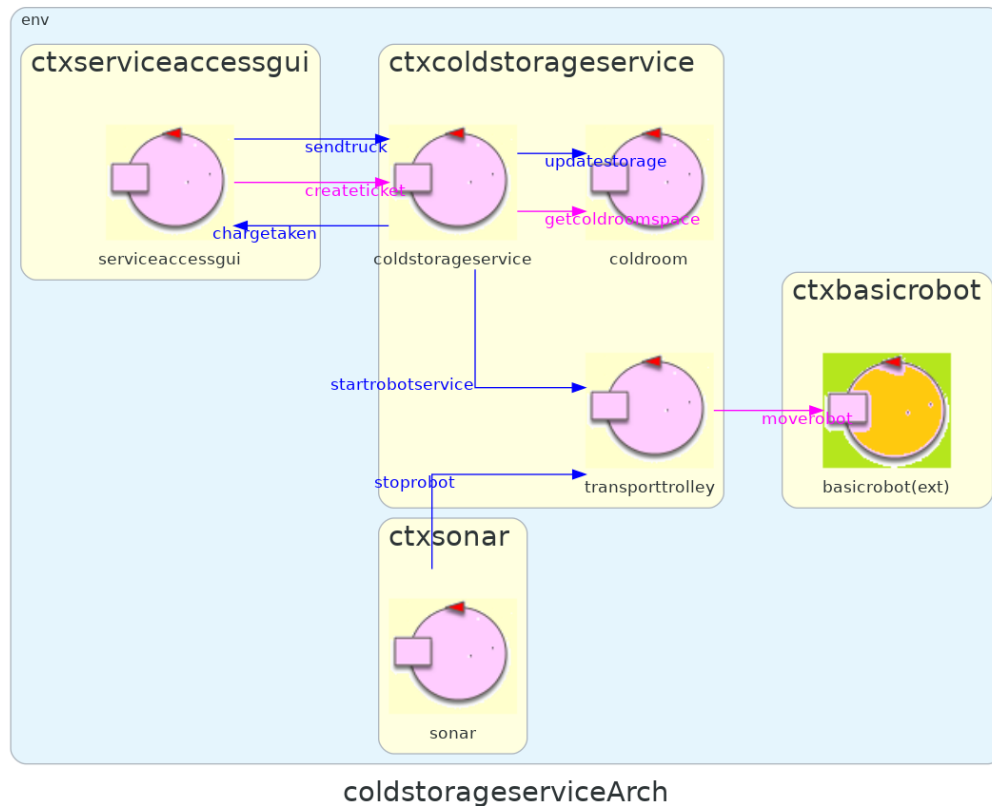 env
ctxserviceaccessgui
ctxcoldstorageservice
sendtruck
updatestorage
createticket
getcoldroomspace
chargetaken
serviceaccessgui
coldstorageservice
coldroom
ctxbasicrobot
startrobotservice
moverobot
stoprobot
transporttrolley
basicrobot(ext)
ctxsonar
sonar
coldstorageserviceArch